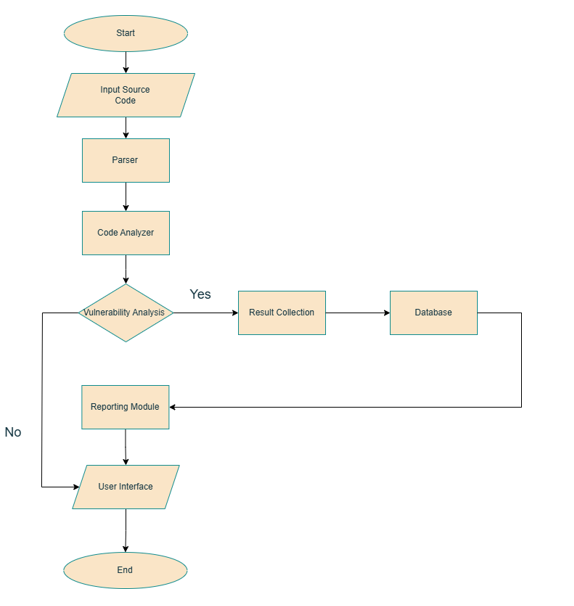 Start
Input Source
Code
Parser
Code Analyzer
Vulnerability Analysis
Yes
Result Collection
Database
Reporting Module
No
User Interface
End